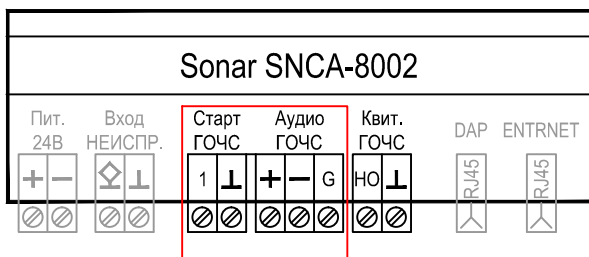 Sonar SNCA-8002
Пит. Вход Старт Аудио Квит. DAP ENTRNET
24В НЕИСПР. ГОЧС ГОЧС ГОЧС
+ − 1 + − G НО RJ45 RJ45